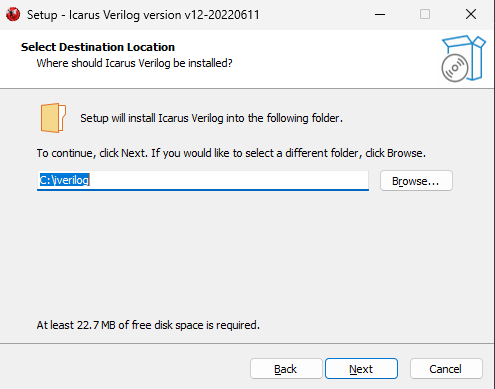 Setup - Icarus Verilog version v12-20220611
Select Destination Location
Where should Icarus Verilog be installed?
Setup will install Icarus Verilog into the following folder.
To continue, click Next. If you would like to select a different folder, click Browse.
C:\iverilog
Browse...
At least 22.7 MB of free disk space is required.
Back
Next
Cancel